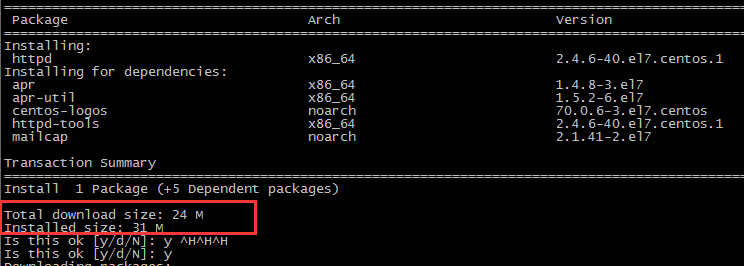 ================================================================================
Package Arch Version
================================================================================
Installing:
httpd x86_64 2.4.6-40.el7.centos.1
Installing for dependencies:
apr x86_64 1.4.8-3.el7
apr-util x86_64 1.5.2-6.el7
centos-logos noarch 70.0.6-3.el7.centos
httpd-tools x86_64 2.4.6-40.el7.centos.1
mailcap noarch 2.1.41-2.el7
Transaction Summary
================================================================================
Install 1 Package (+5 Dependent packages)
Total download size: 24 M
Installed size: 31 M
Is this ok [y/d/N]: y ^H^H^H
Is this ok [y/d/N]: y
Downloading packages: